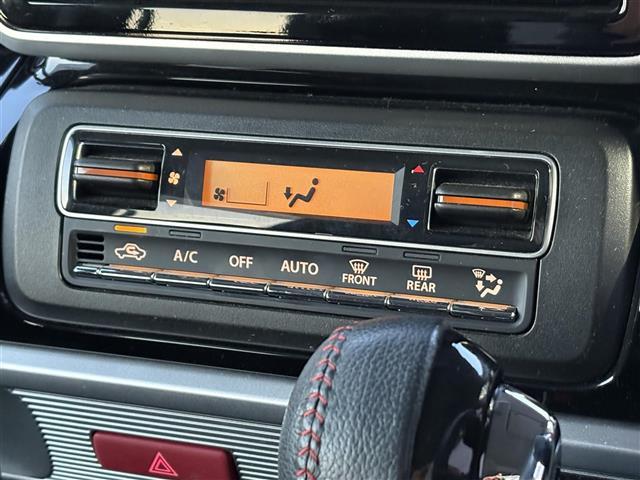 A/C OFF AUTO FRONT REAR